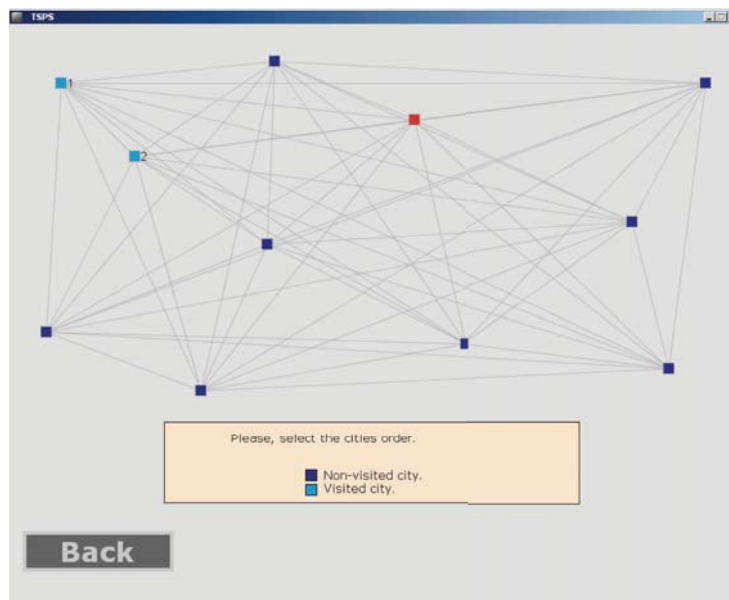 TSPS
1
2
Please, select the cities order.
Non-visited city.
Visited city.
Back